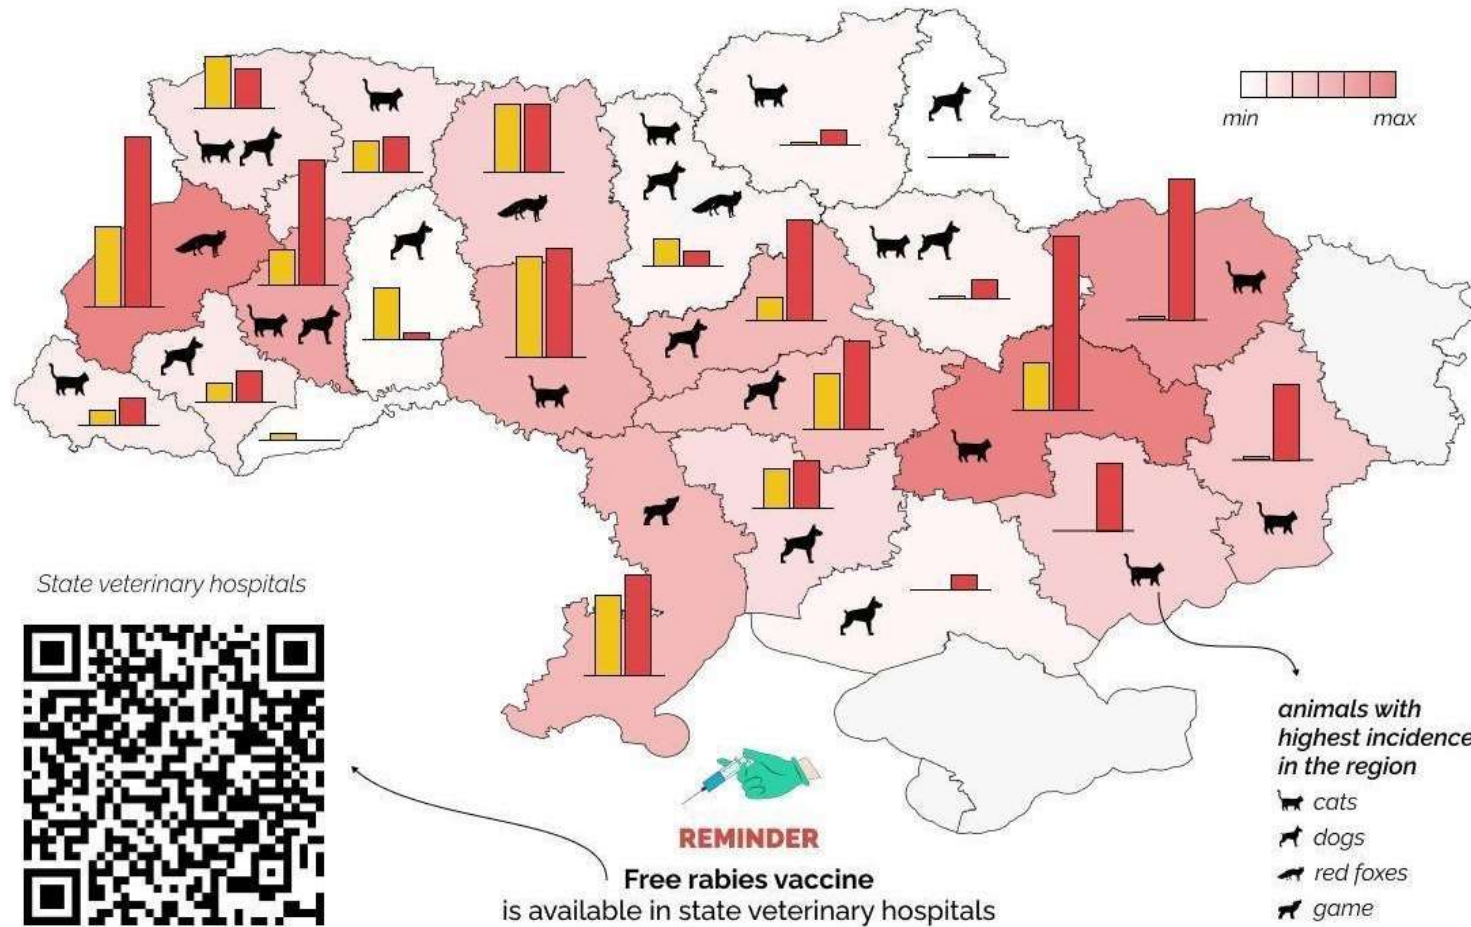 min max
State veterinary hospitals
REMINDER
Free rabies vaccine
is available in state veterinary hospitals
animals with
highest incidence
in the region
cats
dogs
red foxes
game